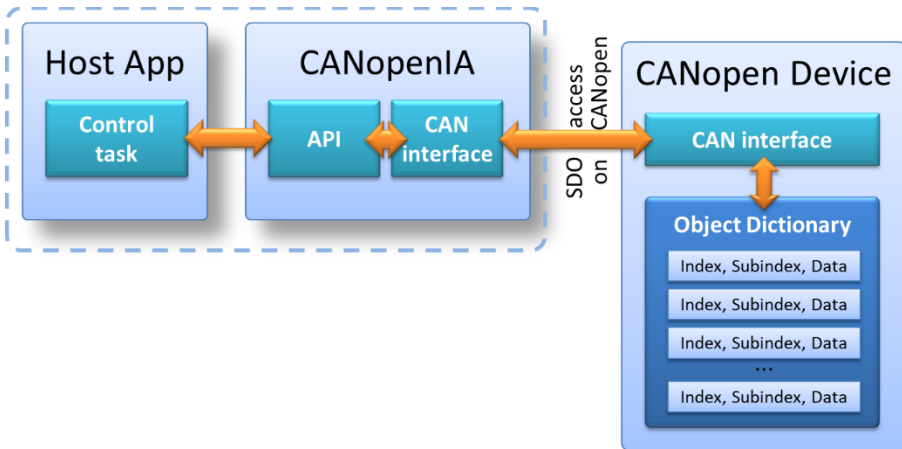 Host App
Control
task
CANopenIA
API
CAN
interface
SDO access
on CANopen
CANopen Device
CAN interface
Object Dictionary
Index, Subindex, Data
Index, Subindex, Data
Index, Subindex, Data
...
Index, Subindex, Data